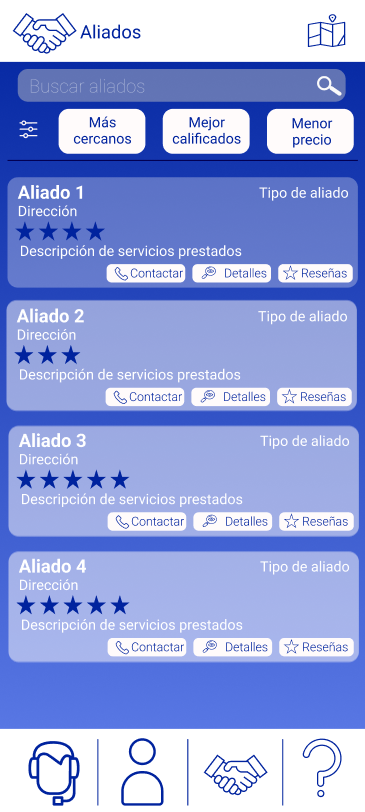 Aliados
Buscar aliados
Más
cercanos
Mejor
calificados
Menor
precio
Aliado 1
Tipo de aliado
Dirección
Descripción de servicios prestados
Contactar
Detalles
Reseñas
Aliado 2
Tipo de aliado
Dirección
Descripción de servicios prestados
Contactar
Detalles
Reseñas
Aliado 3
Tipo de aliado
Dirección
Descripción de servicios prestados
Contactar
Detalles
Reseñas
Aliado 4
Tipo de aliado
Dirección
Descripción de servicios prestados
Contactar
Detalles
Reseñas